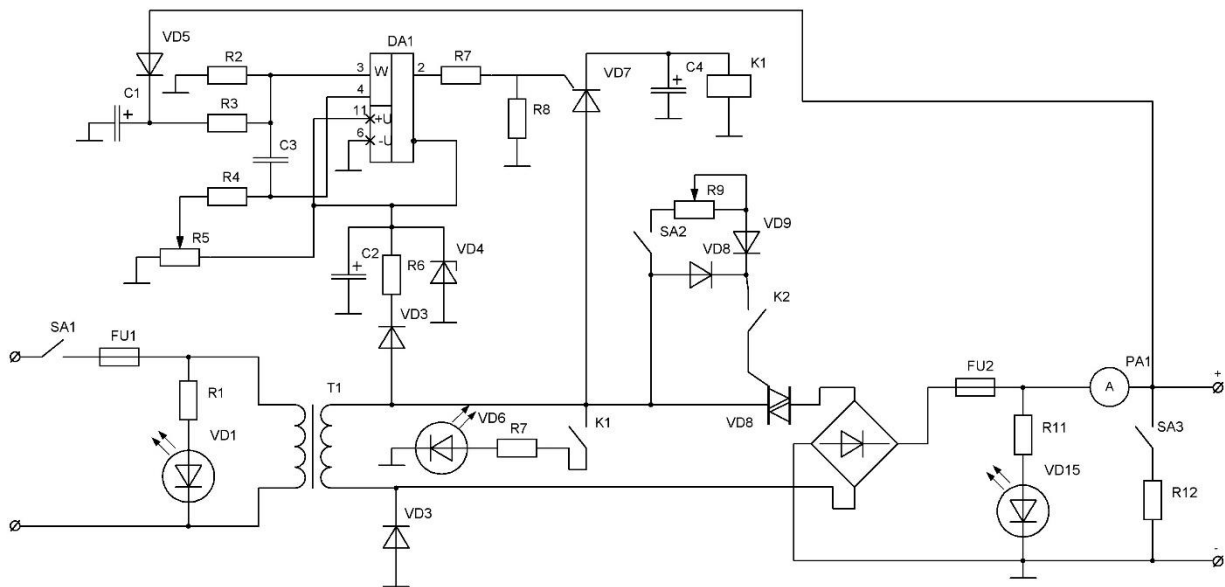 VD5
R2
DA1
3
W
2
R7
C1
+
R3
4
11
+U
6
-U
C3
R8
VD7
C4
+
K1
R4
R5
C2
+
R6
VD4
VD3
SA2
R9
VD9
VD8
K2
SA1
FU1
R1
VD1
T1
VD6
R7
K1
VD8
FU2
PA1
A
+
R11
SA3
VD15
R12
VD3
-